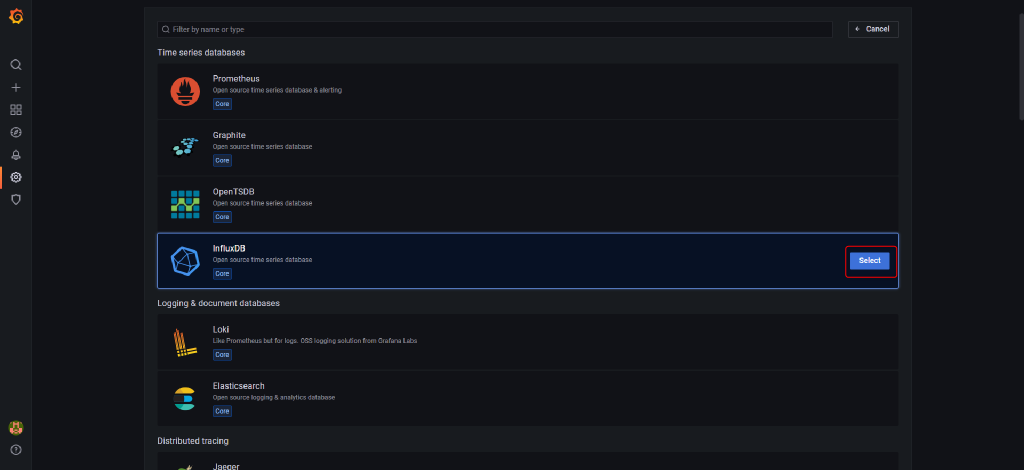 Filter by name or type
Cancel
Time series databases
Prometheus
Open source time series database & alerting
Core
Graphite
Open source time series database
Core
OpenTSDB
Open source time series database
Core
InfluxDB
Open source time series database
Core
Select
Logging & document databases
Loki
Like Prometheus but for logs. OSS logging solution from Grafana Labs
Core
Elasticsearch
Open source logging & analytics database
Core
Distributed tracing
Jaeger